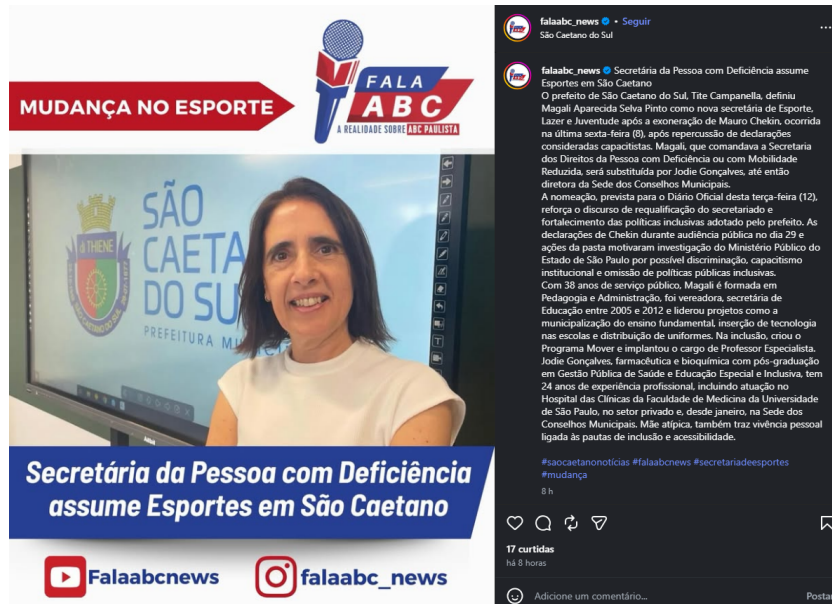 MUDANÇA NO ESPORTE
FALA
ABC
A REALIDADE SOBRE ABC PAULISTA
SÃO
CAETA
DO SU
PREFEITURA MU
Secretária da Pessoa com Deficiência
assume Esportes em São Caetano
Falaabcnews
falaabc_news
falaabc_news • Seguir
São Caetano do Sul
falaabc_news Secretária da Pessoa com Deficiência assume
Esportes em São Caetano
O prefeito de São Caetano do Sul, Tite Campanella, definiu
Magali Aparecida Selva Pinto como nova secretária de Esporte,
Lazer e Juventude após a exoneração de Mauro Chekin, ocorrida
na última sexta-feira (8), após repercussão de declarações
consideradas capacitistas. Magali, que comandava a Secretaria
dos Direitos da Pessoa com Deficiência ou com Mobilidade
Reduzida, será substituída por Jodie Gonçalves, até então
diretora da Sede dos Conselhos Municipais.
A nomeação, prevista para o Diário Oficial desta terça-feira (12),
reforça o discurso de requalificação do secretariado e
fortalecimento das políticas inclusivas adotado pelo prefeito. As
declarações de Chekin durante audiência pública no dia 29 e
ações da pasta motivaram investigação do Ministério Público do
Estado de São Paulo por possível discriminação, capacitismo
institucional e omissão de políticas públicas inclusivas.
Com 38 anos de serviço público, Magali é formada em
Pedagogia e Administração, foi vereadora, secretária de
Educação entre 2005 e 2012 e liderou projetos como a
municipalização do ensino fundamental, inserção de tecnologia
nas escolas e distribuição de uniformes. Na inclusão, criou o
Programa Mover e implantou o cargo de Professor Especialista.
Jodie Gonçalves, farmacêutica e bioquímica com pós-graduação
em Gestão Pública de Saúde e Educação Especial e Inclusiva, tem
24 anos de experiência profissional, incluindo atuação no
Hospital das Clínicas da Faculdade de Medicina da Universidade
de São Paulo, no setor privado e, desde janeiro, na Sede dos
Conselhos Municipais. Mãe atípica, também traz vivência pessoal
ligada às pautas de inclusão e acessibilidade.
#saocaetanonotícias #falaabcnews #secretariadeesportes
#mudança
8 h
17 curtidas
há 8 horas
Adicione um comentário...
Postar